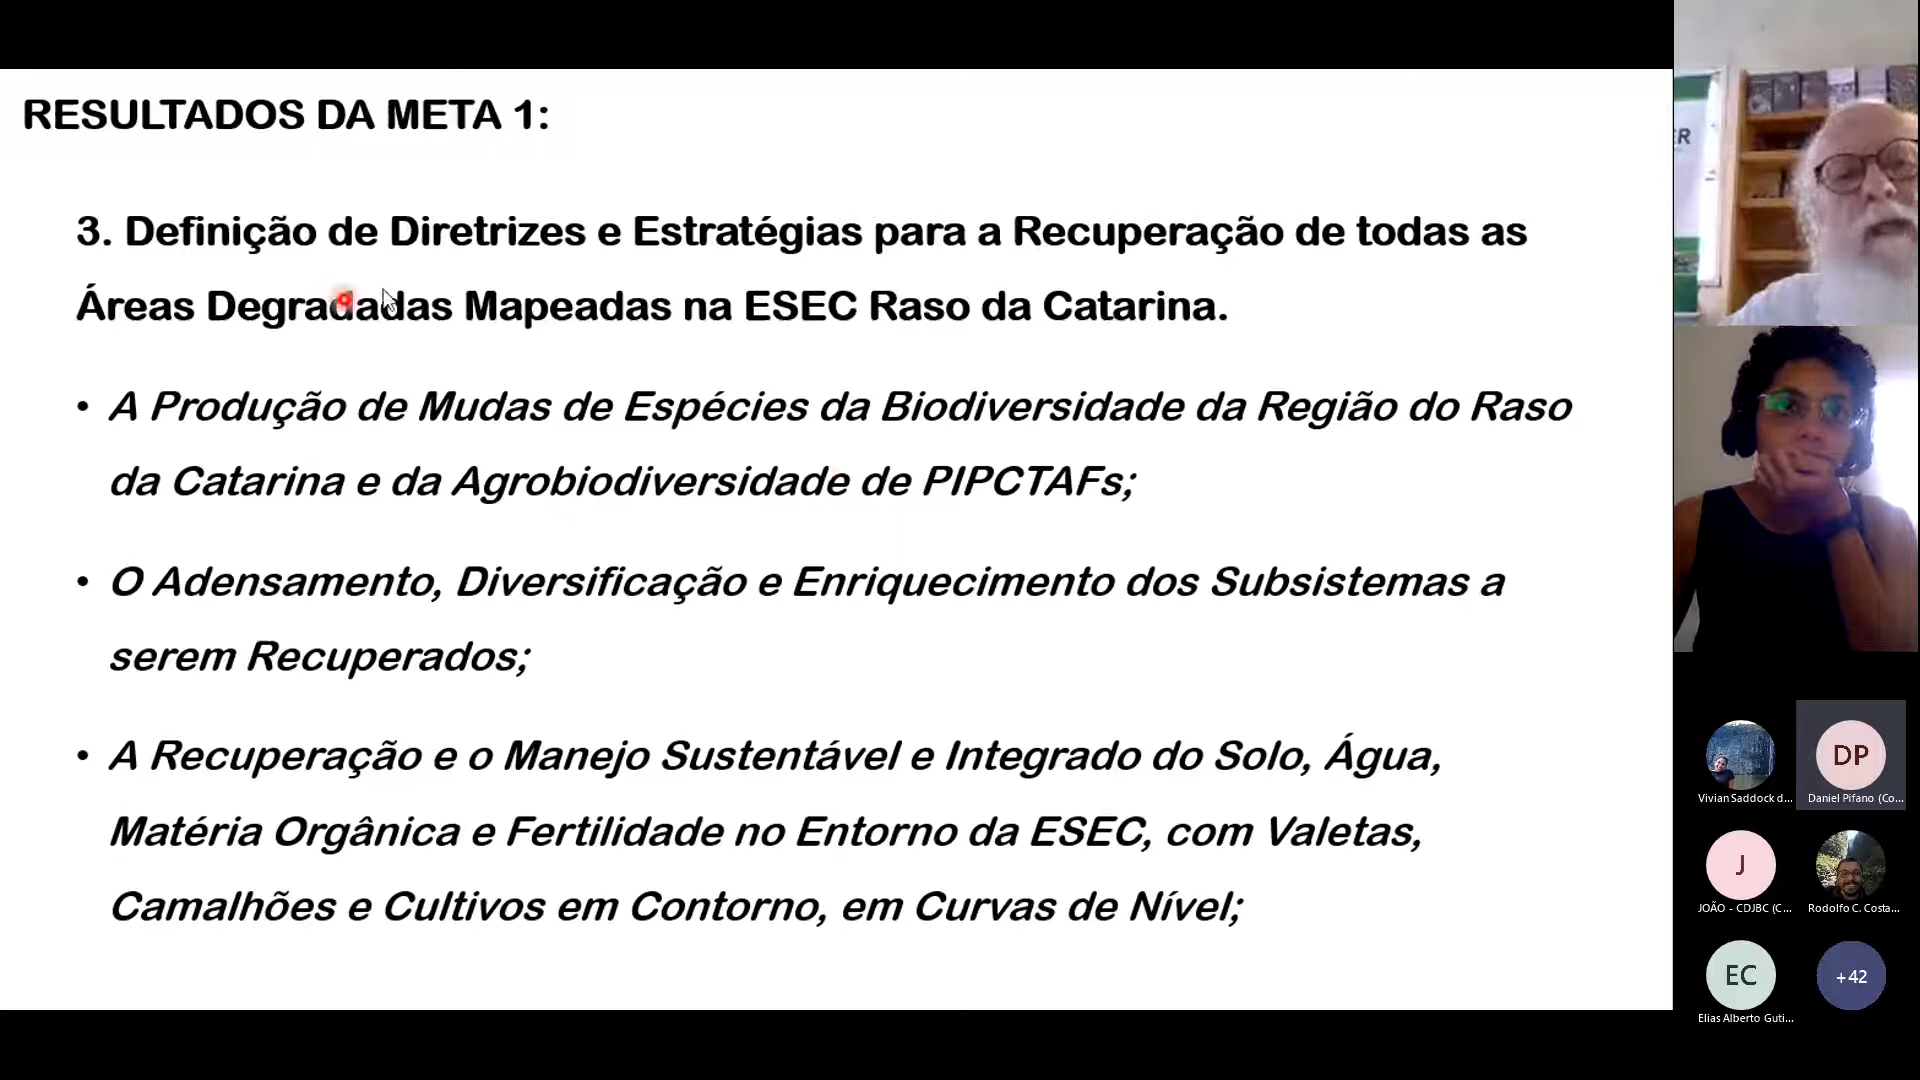 RESULTADOS DA META 1:
3. Definição de Diretrizes e Estratégias para a Recuperação de todas as
Áreas Degradadas Mapeadas na ESEC Raso da Catarina.
• A Produção de Mudas de Espécies da Biodiversidade da Região do Raso
da Catarina e da Agrobiodiversidade de PIPCTAFs;
• O Adensamento, Diversificação e Enriquecimento dos Subsistemas a
serem Recuperados;
• A Recuperação e o Manejo Sustentável e Integrado do Solo, Água,
Matéria Orgânica e Fertilidade no Entorno da ESEC, com Valetas,
Camalhões e Cultivos em Contorno, em Curvas de Nível;
ER
DP
Vivian Saddock d...
Daniel Pifano (Co...
J
JOÃO - CDJBC (C...
Rodolfo C. Costa...
EC
+42
Elias Alberto Guti...